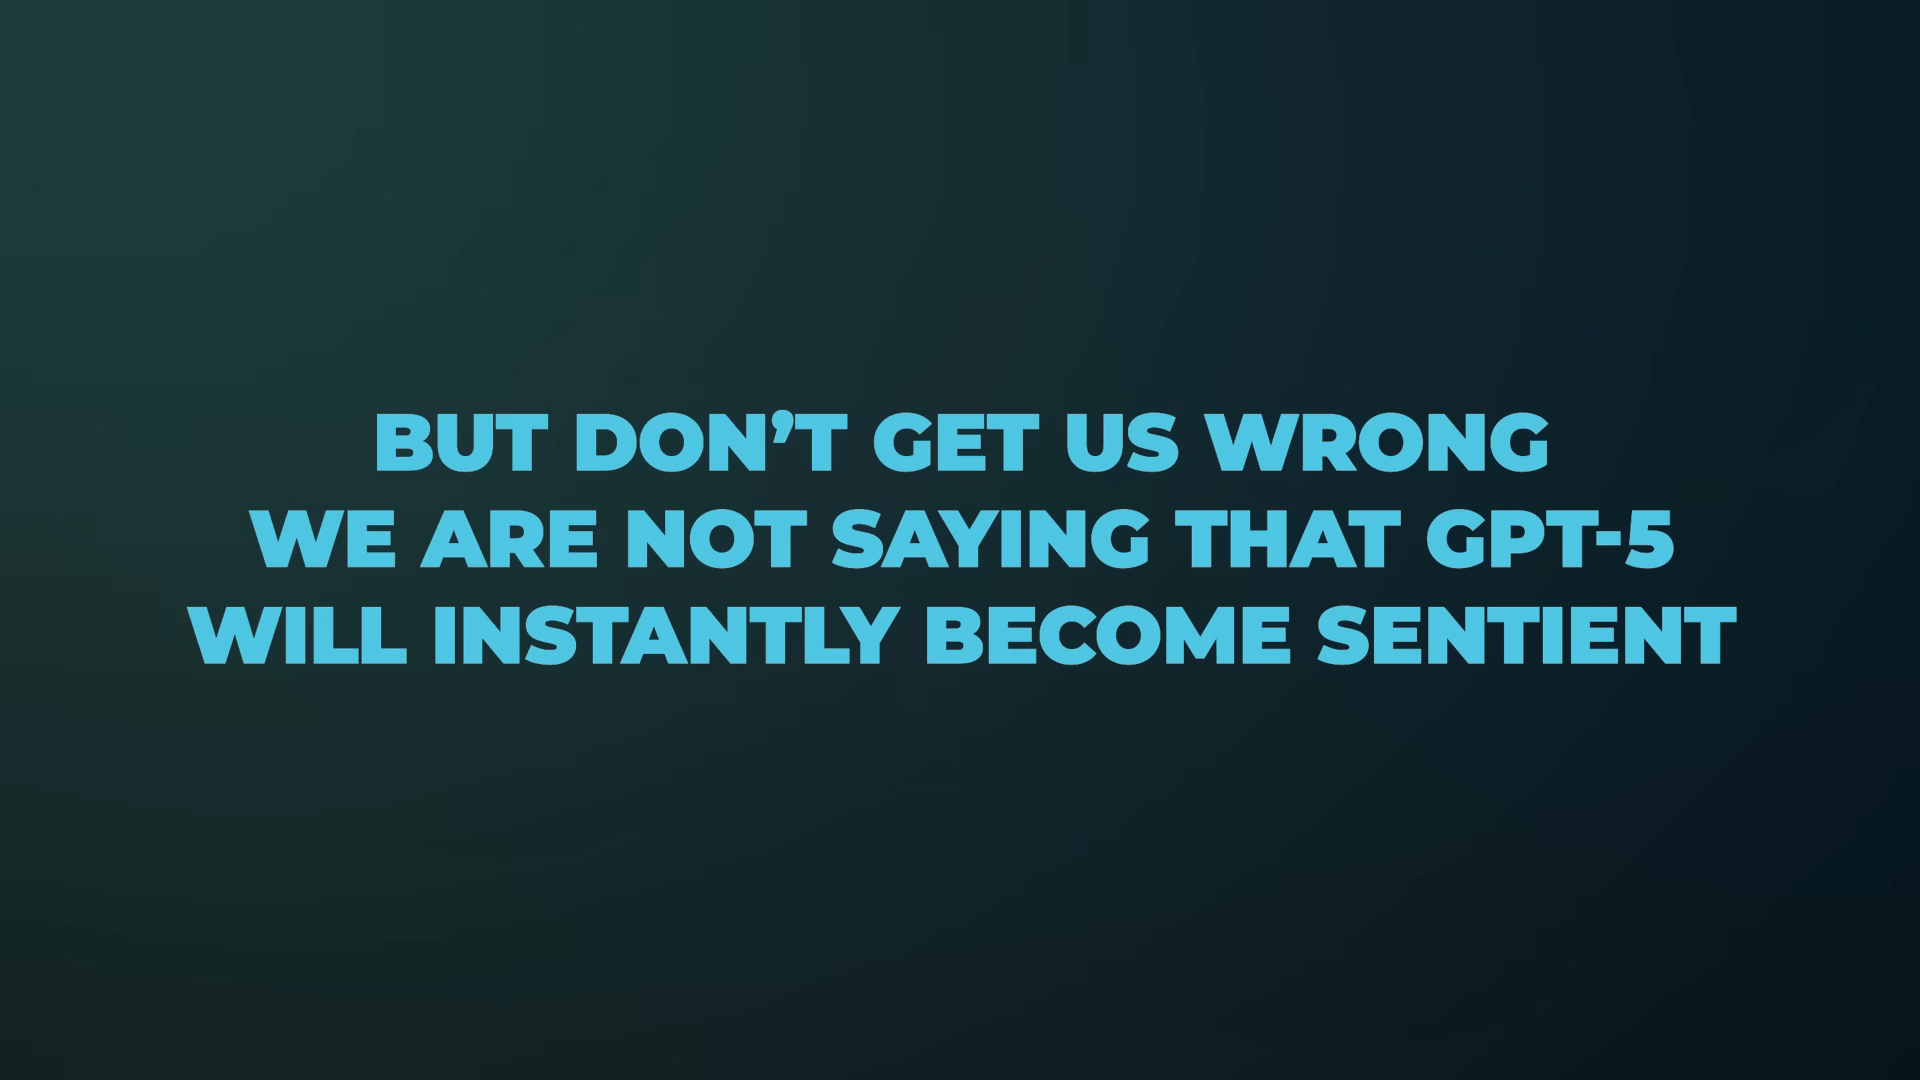 BUT DON’T GET US WRONG
WE ARE NOT SAYING THAT GPT-5
WILL INSTANTLY BECOME SENTIENT